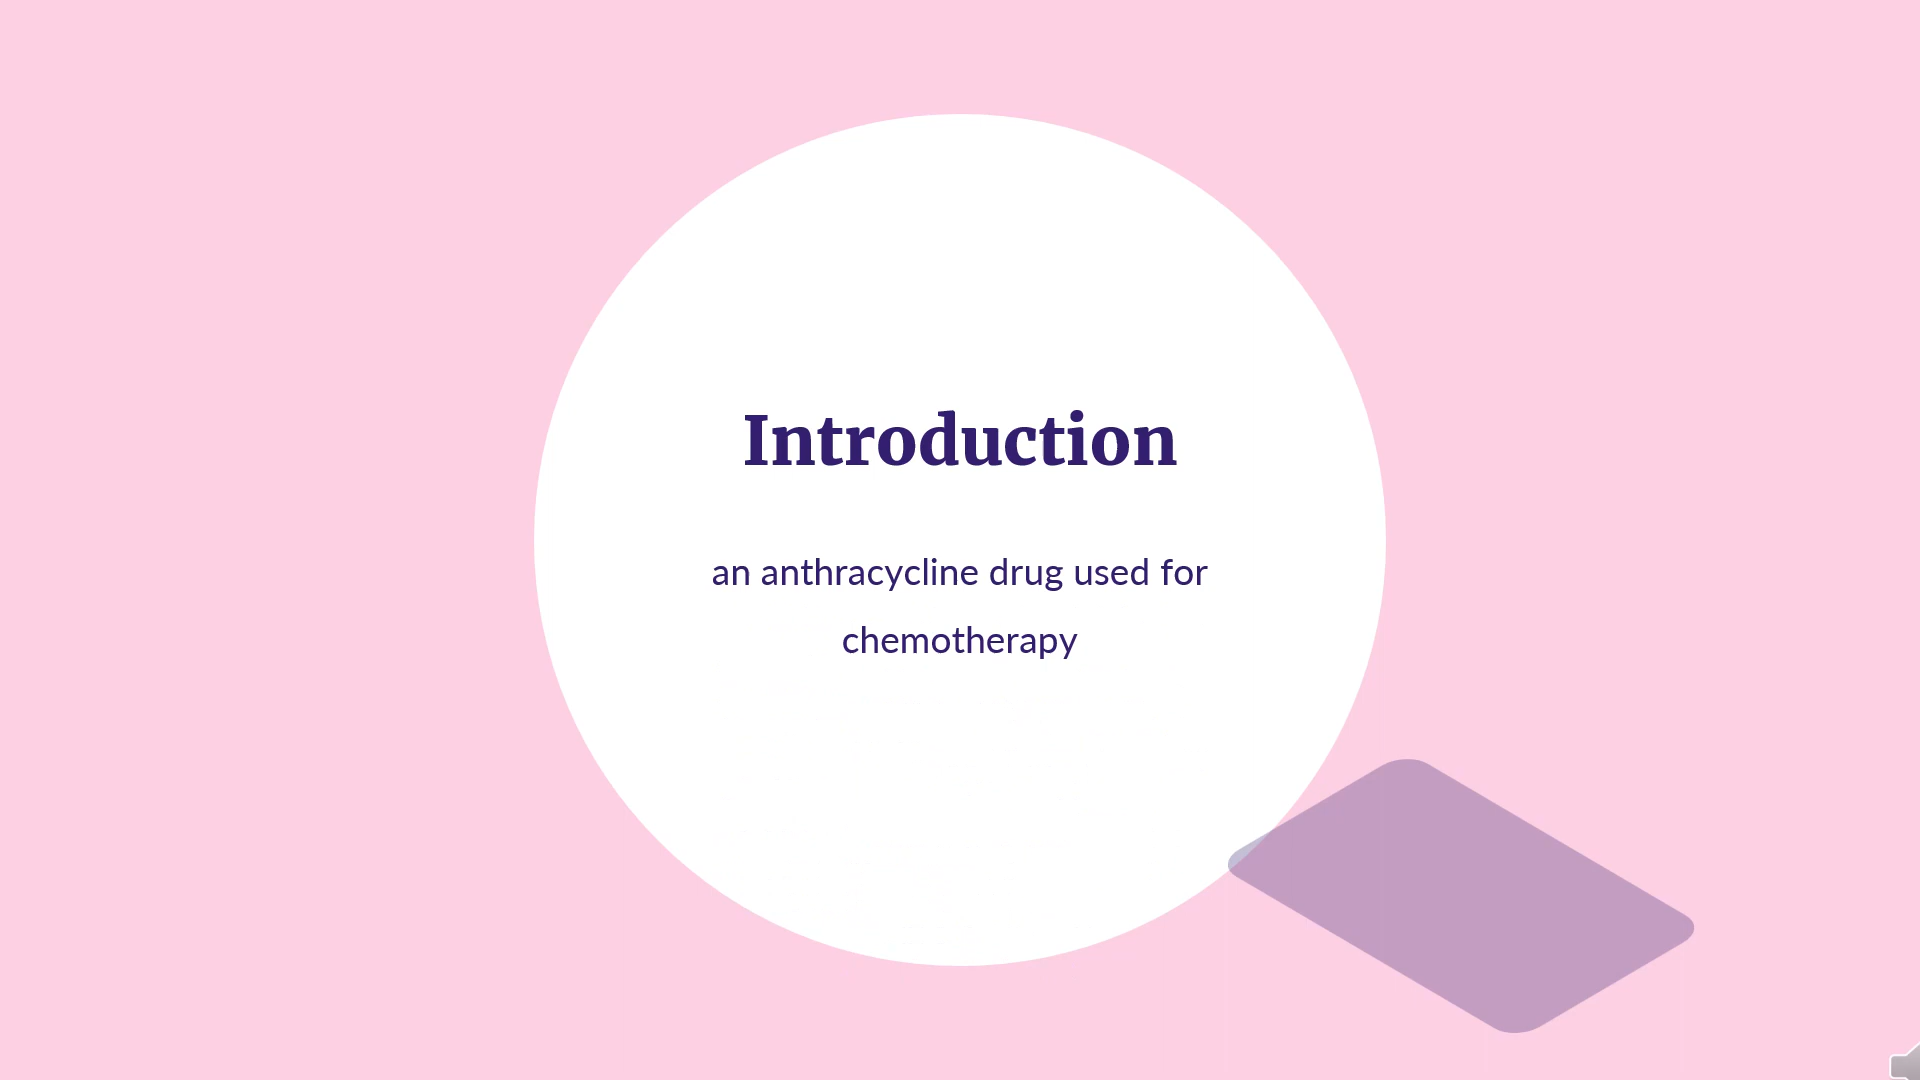 Introduction
an anthracycline drug used for
chemotherapy